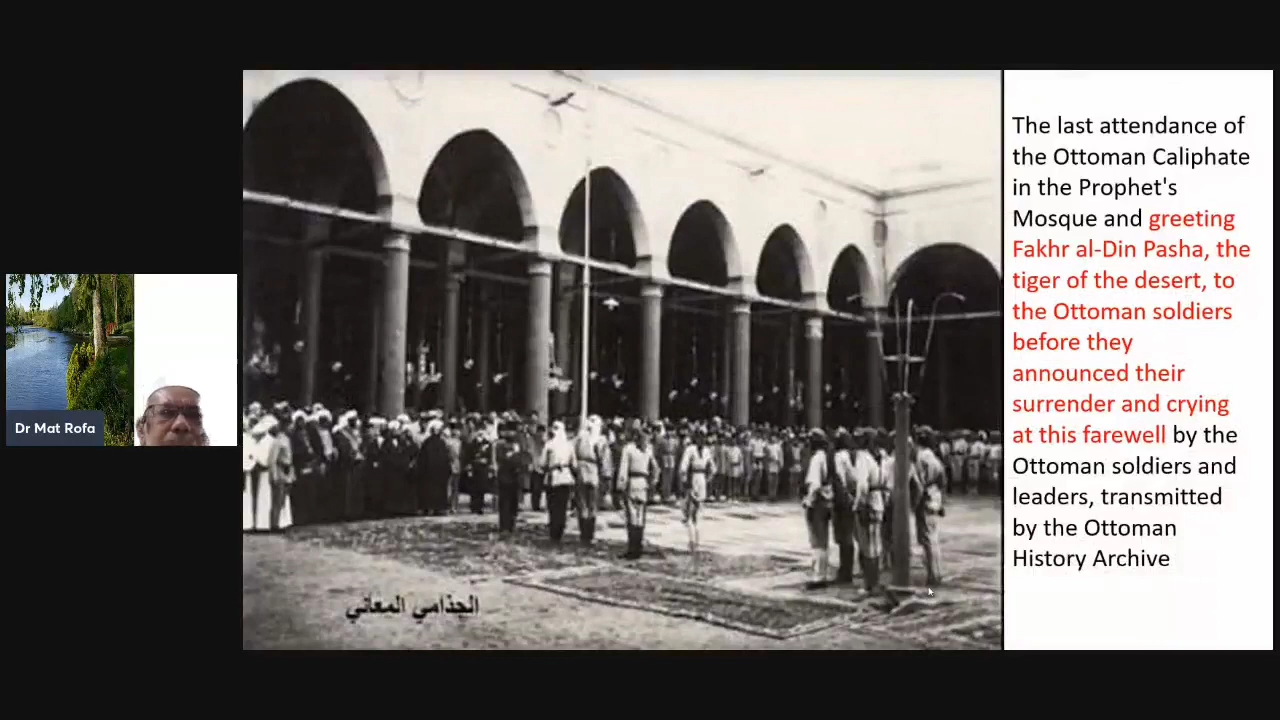 The last attendance of
the Ottoman Caliphate
in the Prophet's
Mosque and greeting
Fakhr al-Din Pasha, the
tiger of the desert, to
the Ottoman soldiers
before they
announced their
surrender and crying
at this farewell by the
Ottoman soldiers and
leaders, transmitted
by the Ottoman
History Archive
Dr Mat Rofa
الجذامي المعاني